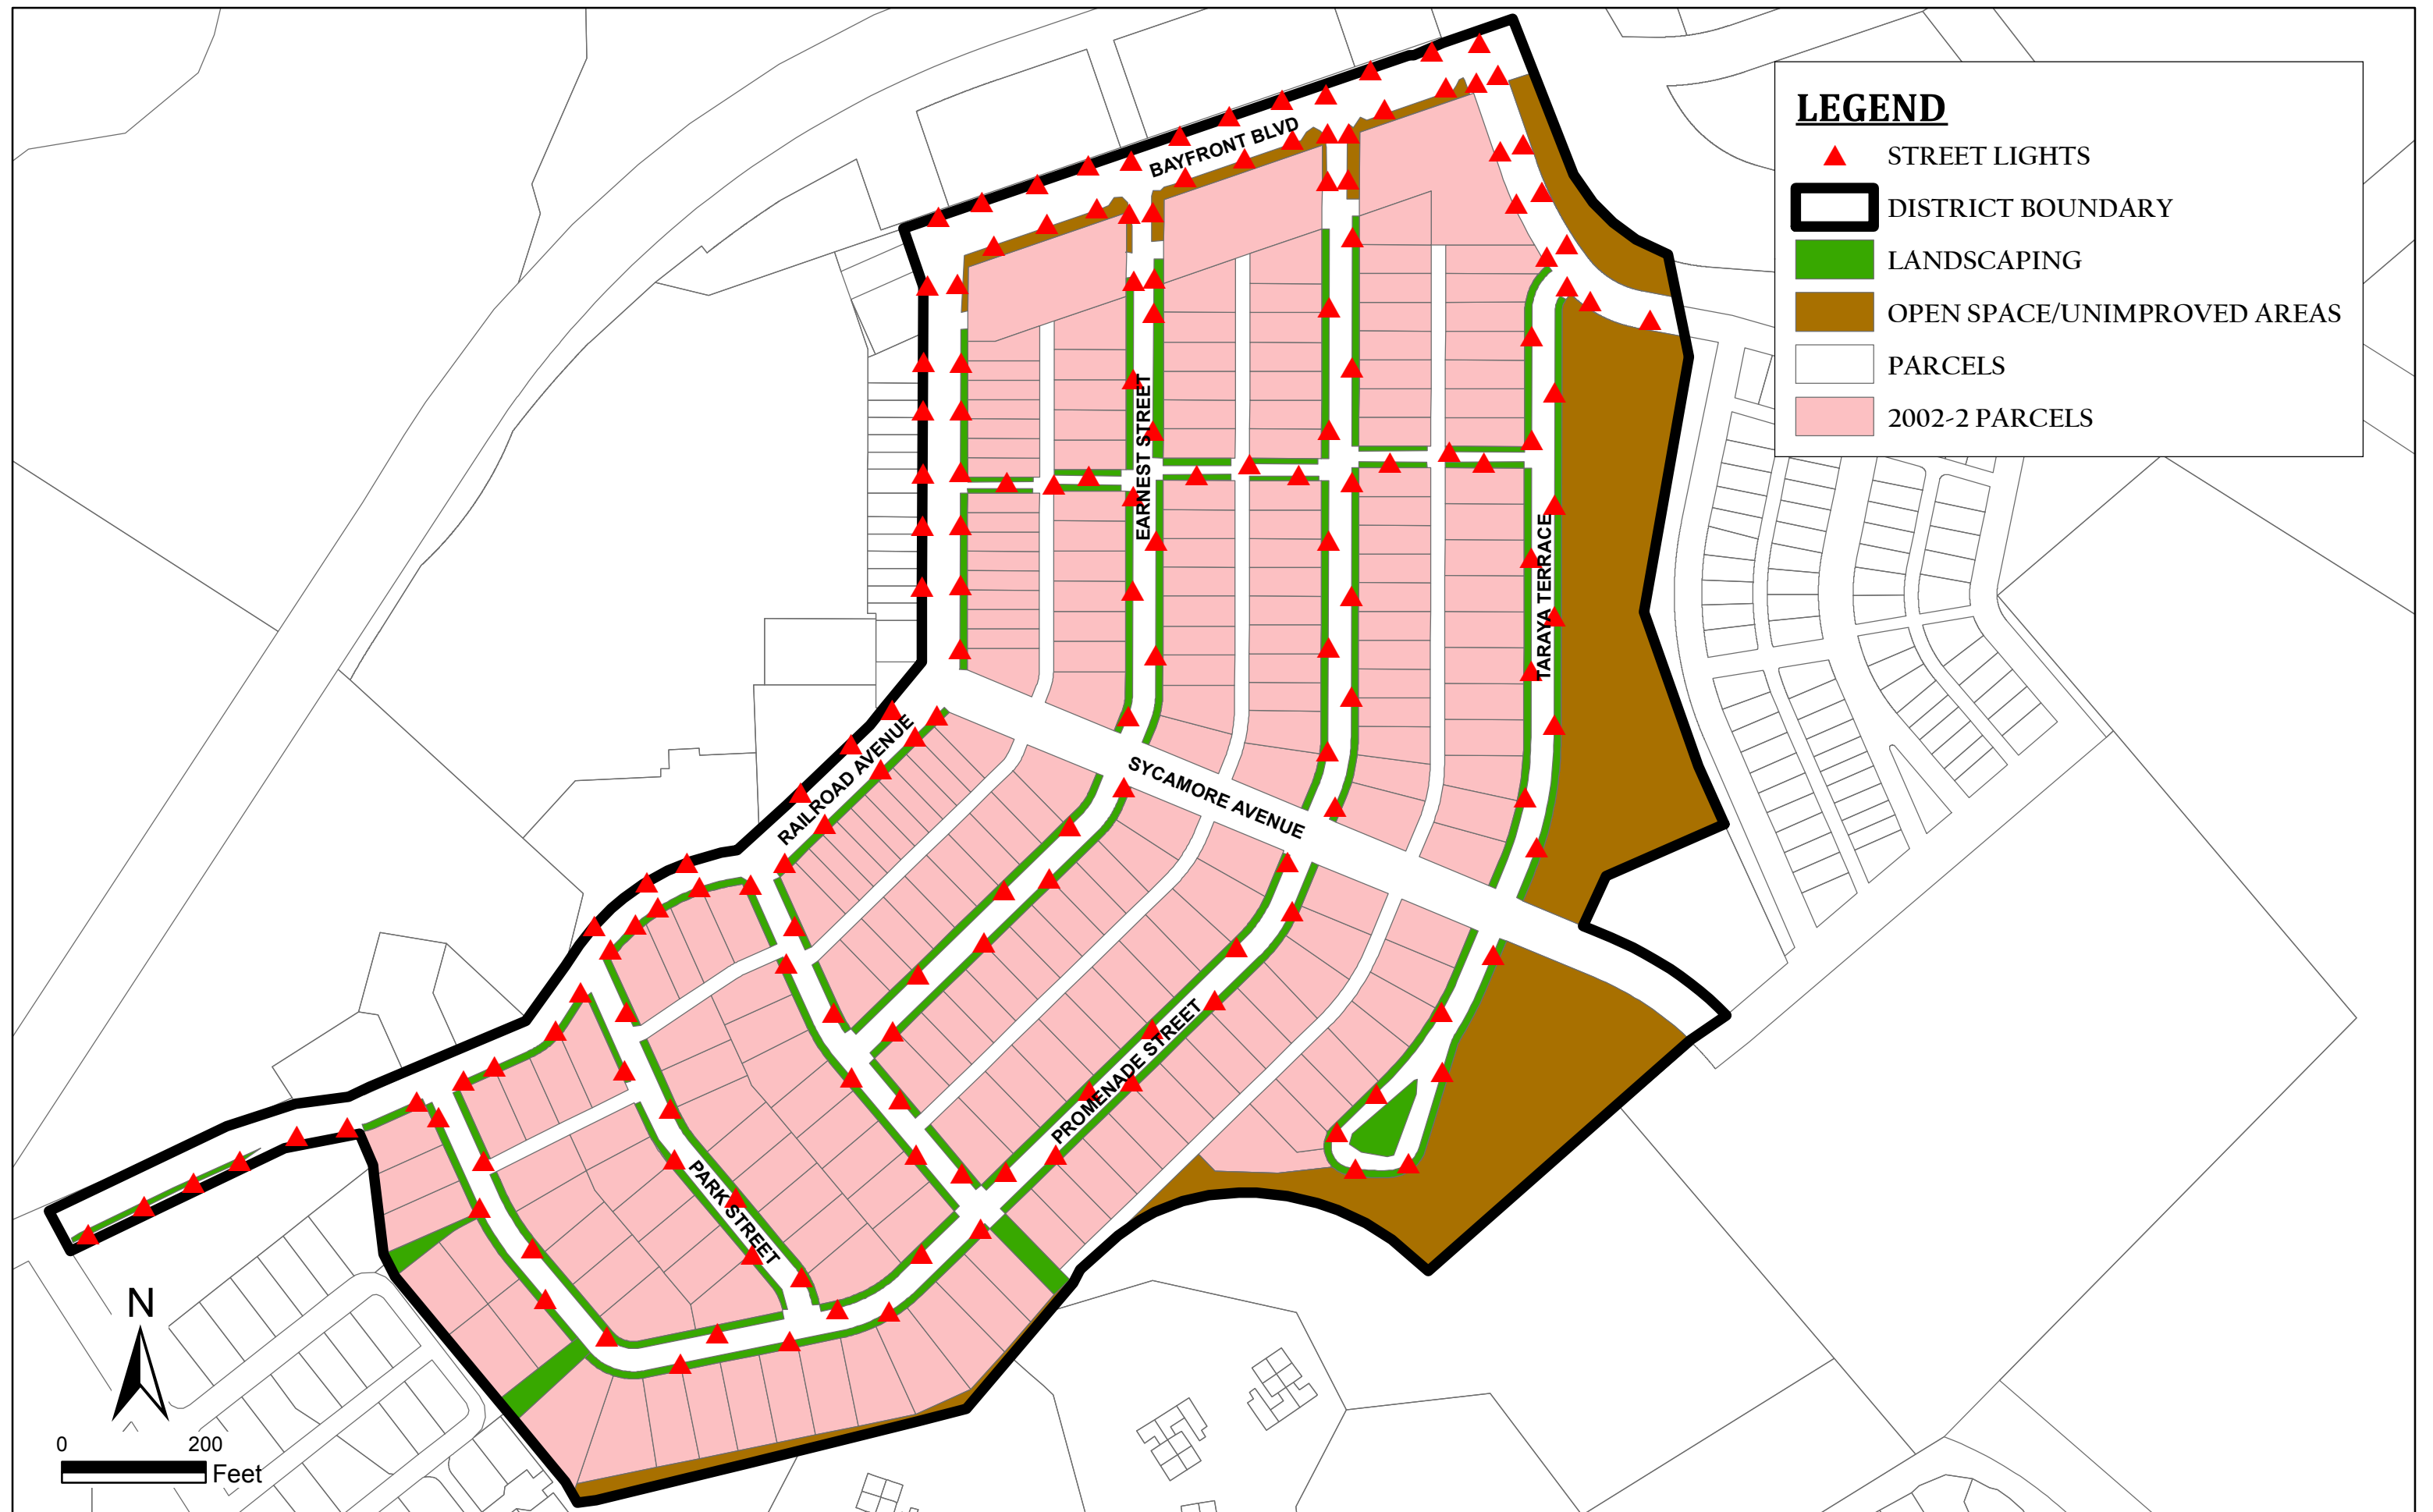 BAYFRONT BLVD
LEGEND
STREET LIGHTS
DISTRICT BOUNDARY
LANDSCAPING
OPEN SPACE/UNIMPROVED AREAS
PARCELS
2002-2 PARCELS
EARNEST STREET
TARAYA TERRACE
RAILROAD AVENUE
SYCAMORE AVENUE
PROMENADE STREET
PARK STREET
N
0 200
Feet